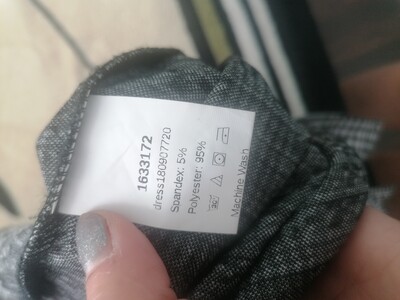 1633172
dress180907720
Spandex: 5%
Polyester: 95%
Machine Wash